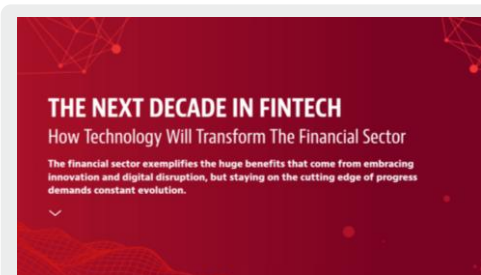 THE NEXT DECADE IN FINTECH
How Technology Will Transform The Financial Sector
The financial sector exemplifies the huge benefits that come from embracing
innovation and digital disruption, but staying on the cutting edge of progress
demands constant evolution.